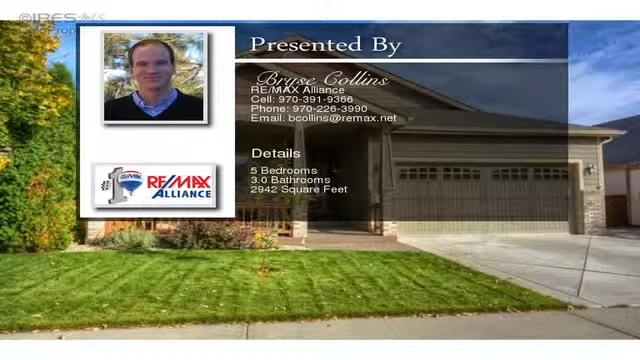 ©IRES MLS
Presented By
Bryse Collins
RE/MAX Alliance
Cell: 970-391-9366
Phone: 970-226-3990
Email: bcollins@remax.net
Details
5 Bedrooms
3.0 Bathrooms
2942 Square Feet
RE/MAX
ALLIANCE